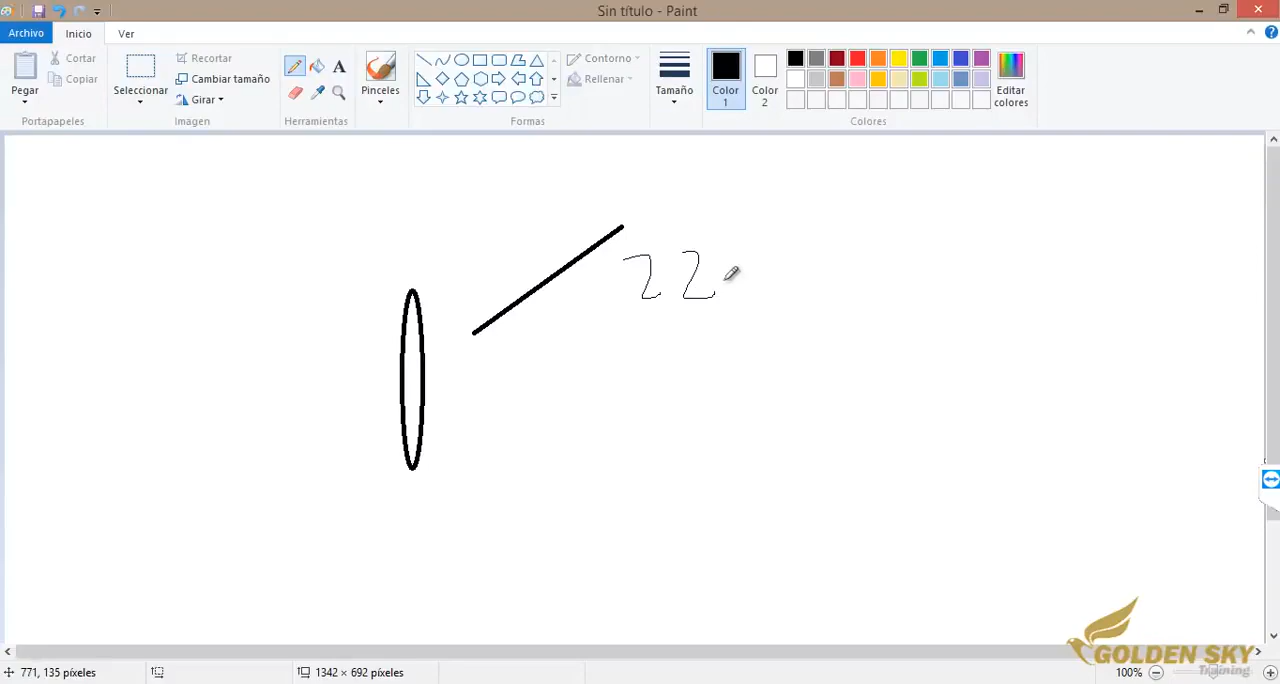 Sin título - Paint
Archivo Inicio Ver
Pegar
Cortar
Copiar
Portapapeles
Seleccionar
Recortar
Cambiar tamaño
Girar
Imagen
A
Herramientas
Pinceles
Contorno
Rellenar
Formas
Tamaño
Color 1
Color 2
Editar colores
Colores
22
GOLDEN SKY
Training
771, 135 píxeles
1342 × 692 píxeles
100%